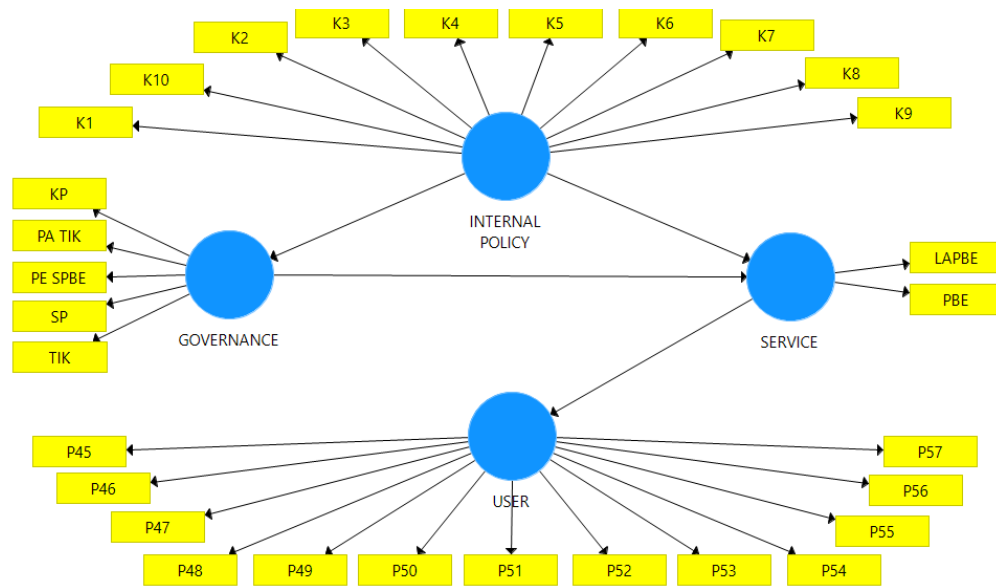 K3
K4
K5
K6
K2
K7
K10
K8
K1
K9
INTERNAL
POLICY
KP
PA TIK
PE SPBE
SP
TIK
GOVERNANCE
LAPBE
PBE
SERVICE
USER
P45
P46
P47
P48
P49
P50
P51
P52
P53
P54
P55
P56
P57